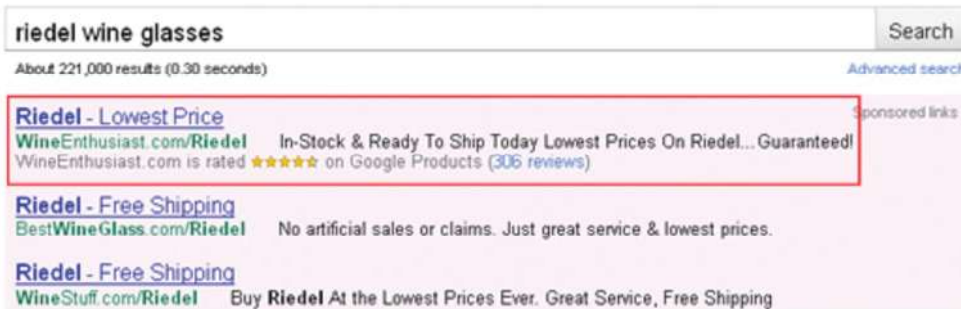 riedel wine glasses Search
About 221,000 results (0.30 seconds) Advanced search
Riedel - Lowest Price Sponsored links
WineEnthusiast.com/Riedel In-Stock & Ready To Ship Today Lowest Prices On Riedel... Guaranteed!
WineEnthusiast.com is rated ★★★★★ on Google Products (306 reviews)
Riedel - Free Shipping
BestWineGlass.com/Riedel No artificial sales or claims. Just great service & lowest prices.
Riedel - Free Shipping
WineStuff.com/Riedel Buy Riedel At the Lowest Prices Ever. Great Service, Free Shipping